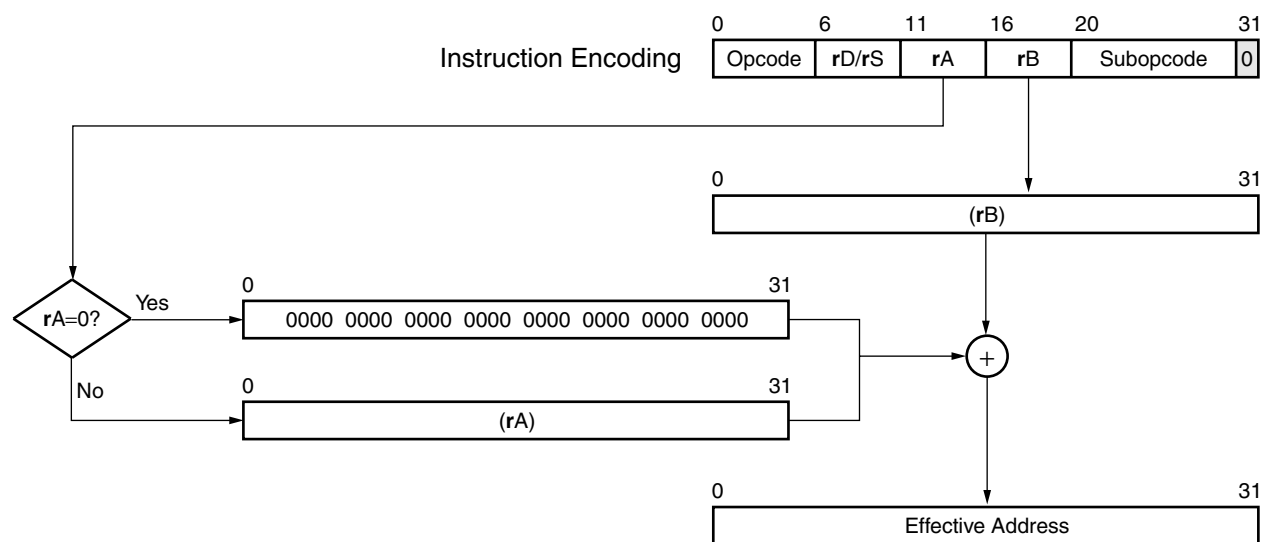 0 6 11 16 20 31
Instruction Encoding Opcode rD/rS rA rB Subopcode 0
0 31
(rB)
0 31
rA=0? Yes 0000 0000 0000 0000 0000 0000 0000 0000
+
No 0 31
(rA)
0 31
Effective Address